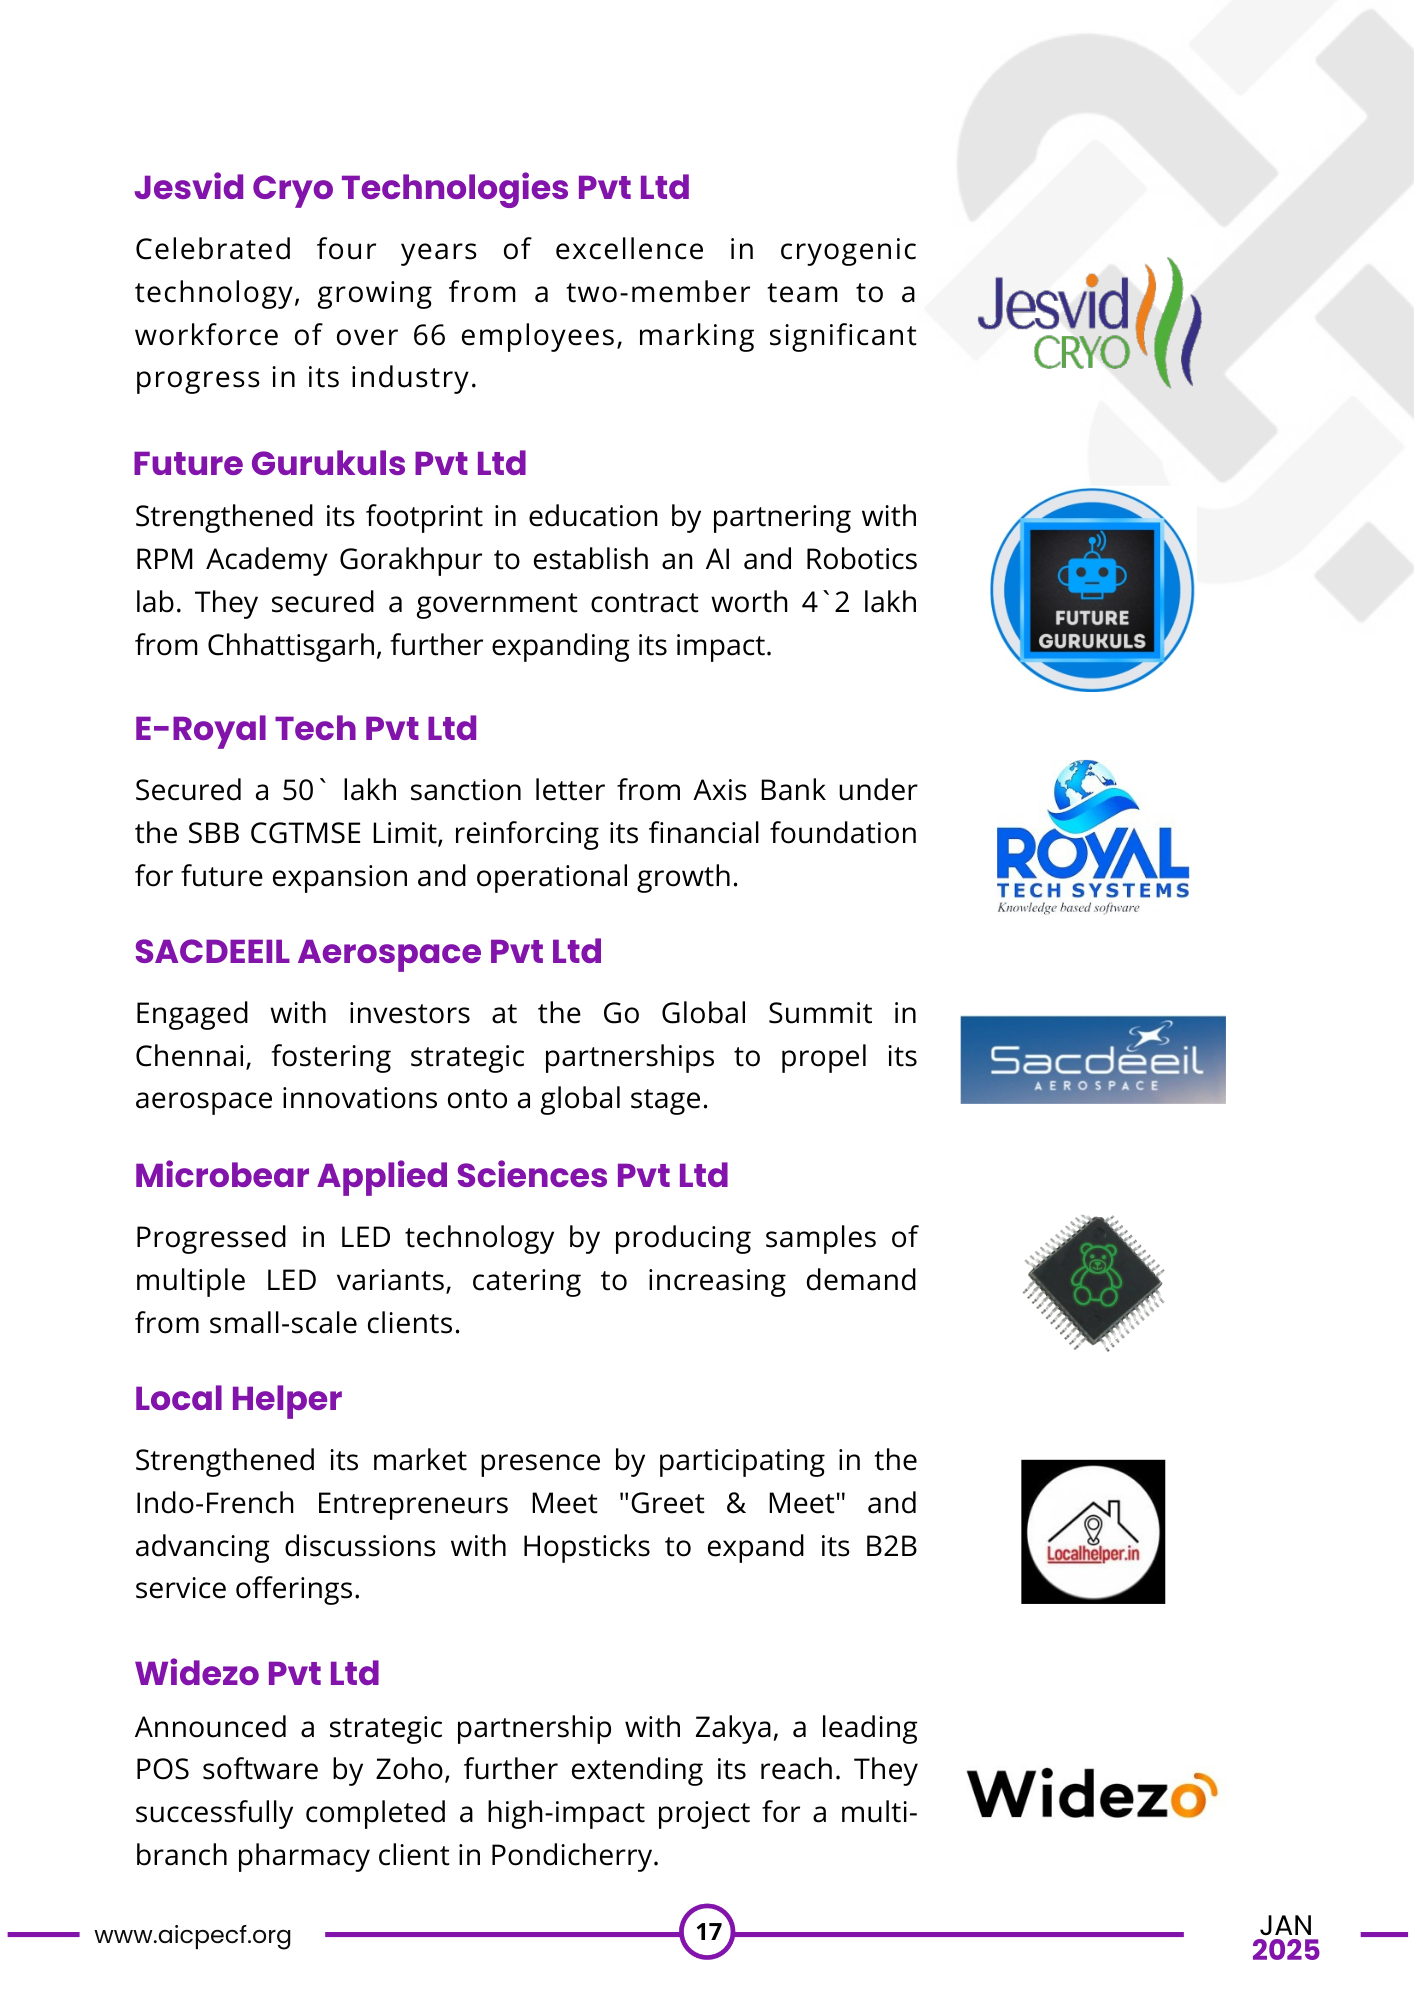 Jesvid Cryo Technologies Pvt Ltd
Celebrated four years of excellence in cryogenic
technology, growing from a two-member team to a
workforce of over 66 employees, marking significant
progress in its industry.
Jesvid
CRYO
Future Gurukuls Pvt Ltd
Strengthened its footprint in education by partnering with
RPM Academy Gorakhpur to establish an AI and Robotics
lab. They secured a government contract worth 4`2 lakh
from Chhattisgarh, further expanding its impact.
FUTURE
GURUKULS
E-Royal Tech Pvt Ltd
Secured a 50` lakh sanction letter from Axis Bank under
the SBB CGTMSE Limit, reinforcing its financial foundation
for future expansion and operational growth.
ROYAL
TECH SYSTEMS
Knowledge based software
SACDEEIL Aerospace Pvt Ltd
Engaged with investors at the Go Global Summit in
Chennai, fostering strategic partnerships to propel its
aerospace innovations onto a global stage.
Sacdeeil
AEROSPACE
Microbear Applied Sciences Pvt Ltd
Progressed in LED technology by producing samples of
multiple LED variants, catering to increasing demand
from small-scale clients.
Local Helper
Strengthened its market presence by participating in the
Indo-French Entrepreneurs Meet "Greet & Meet" and
advancing discussions with Hopsticks to expand its B2B
service offerings.
Localhelper.in
Widezo Pvt Ltd
Announced a strategic partnership with Zakya, a leading
POS software by Zoho, further extending its reach. They
successfully completed a high-impact project for a multi-
branch pharmacy client in Pondicherry.
Widezo
www.aicpecf.org
17
JAN
2025